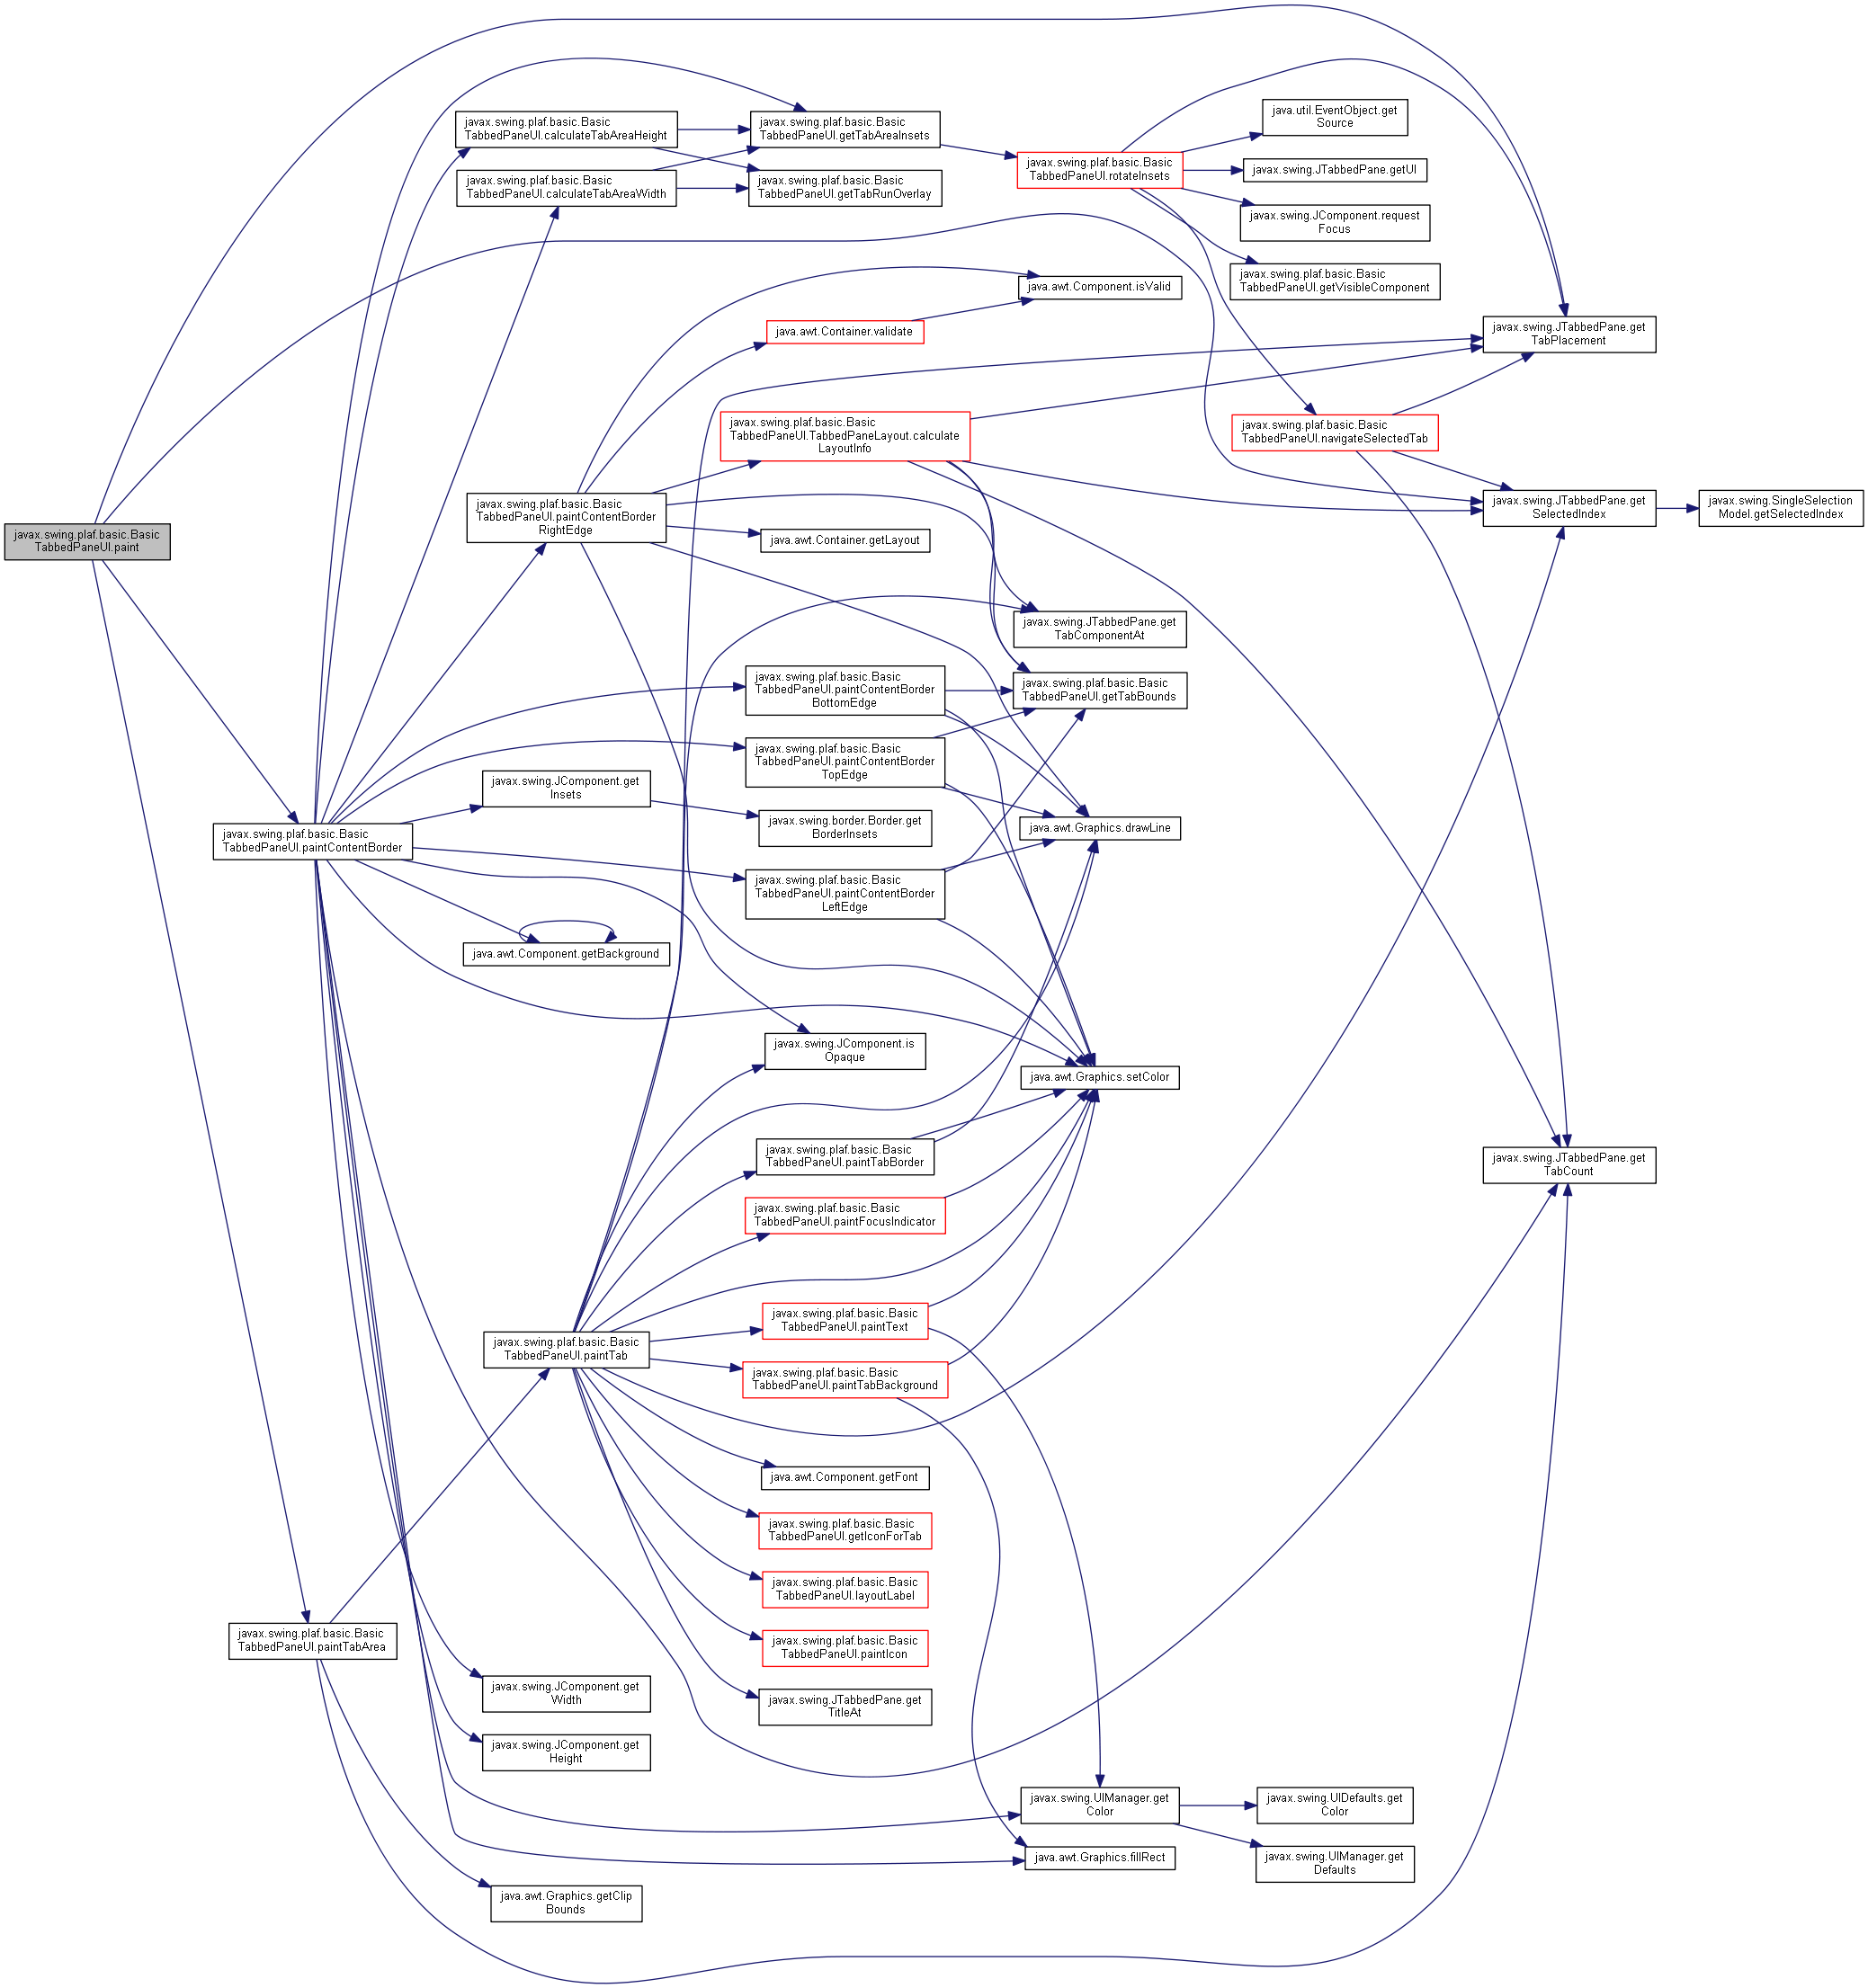 javax.swing.plaf.basic.Basic
TabbedPaneUI.paint
javax.swing.plaf.basic.Basic
TabbedPaneUI.paintContentBorder
javax.swing.plaf.basic.Basic
TabbedPaneUI.paintTabArea
javax.swing.plaf.basic.Basic
TabbedPaneUI.calculateTabAreaHeight
javax.swing.plaf.basic.Basic
TabbedPaneUI.calculateTabAreaWidth
javax.swing.plaf.basic.Basic
TabbedPaneUI.paintContentBorder
RightEdge
javax.swing.JComponent.get
Insets
java.awt.Component.getBackground
javax.swing.plaf.basic.Basic
TabbedPaneUI.paintTab
javax.swing.JComponent.get
Width
javax.swing.JComponent.get
Height
java.awt.Graphics.getClip
Bounds
javax.swing.plaf.basic.Basic
TabbedPaneUI.getTabAreaInsets
javax.swing.plaf.basic.Basic
TabbedPaneUI.getTabRunOverlay
java.awt.Container.validate
javax.swing.plaf.basic.Basic
TabbedPaneUI.TabbedPaneLayout.calculate
LayoutInfo
java.awt.Container.getLayout
javax.swing.plaf.basic.Basic
TabbedPaneUI.paintContentBorder
BottomEdge
javax.swing.plaf.basic.Basic
TabbedPaneUI.paintContentBorder
TopEdge
javax.swing.border.Border.get
BorderInsets
javax.swing.plaf.basic.Basic
TabbedPaneUI.paintContentBorder
LeftEdge
javax.swing.JComponent.is
Opaque
javax.swing.plaf.basic.Basic
TabbedPaneUI.paintTabBorder
javax.swing.plaf.basic.Basic
TabbedPaneUI.paintFocusIndicator
javax.swing.plaf.basic.Basic
TabbedPaneUI.paintText
javax.swing.plaf.basic.Basic
TabbedPaneUI.paintTabBackground
java.awt.Component.getFont
javax.swing.plaf.basic.Basic
TabbedPaneUI.getIconForTab
javax.swing.plaf.basic.Basic
TabbedPaneUI.layoutLabel
javax.swing.plaf.basic.Basic
TabbedPaneUI.paintIcon
javax.swing.JTabbedPane.get
TitleAt
javax.swing.plaf.basic.Basic
TabbedPaneUI.rotateInsets
java.awt.Component.isValid
javax.swing.JTabbedPane.get
TabComponentAt
javax.swing.plaf.basic.Basic
TabbedPaneUI.getTabBounds
java.awt.Graphics.drawLine
java.awt.Graphics.setColor
javax.swing.UIManager.get
Color
java.awt.Graphics.fillRect
java.util.EventObject.get
Source
javax.swing.JTabbedPane.getUI
javax.swing.JComponent.request
Focus
javax.swing.plaf.basic.Basic
TabbedPaneUI.getVisibleComponent
javax.swing.plaf.basic.Basic
TabbedPaneUI.navigateSelectedTab
javax.swing.UIDefaults.get
Color
javax.swing.UIManager.get
Defaults
javax.swing.JTabbedPane.get
TabPlacement
javax.swing.JTabbedPane.get
SelectedIndex
javax.swing.JTabbedPane.get
TabCount
javax.swing.SingleSelection
Model.getSelectedIndex